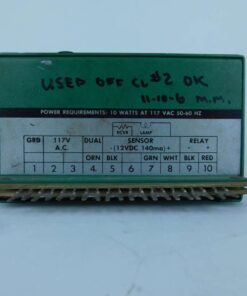 USED OFF CL#2 OK
11-10-6 M.M.
POWER REQUIREMENTS: 10 WATTS AT 117 VAC 50-60 HZ
RCVR LAMP
GRD 117V A.C. DUAL SENSOR -(12VDC 140ma)+ RELAY - +
ORN BLK GRN WHT BLK RED
1 2 3 4 5 6 7 8 9 10